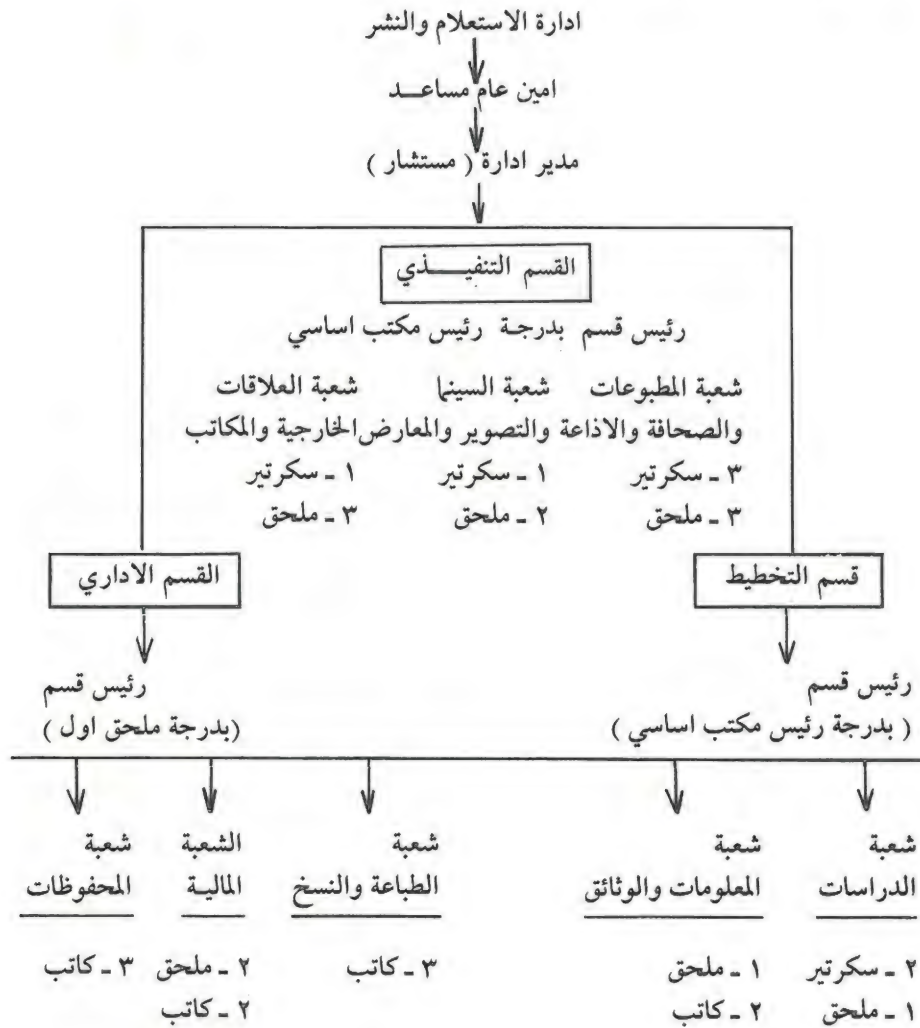 ادارة الاستعلام والنشر
امين عام مساعـــد
مدير ادارة ( مستشار )
القسم التنفيـــــذي
رئيس قسم بدرجـة رئيس مكتب اساسي
شعبة المطبوعات شعبة السينما شعبة العلاقات
والصحافة والاذاعة والتصوير والمعارض الخارجية والمكاتب
٣ ـ سكرتير ١ ـ سكرتير ١ ـ سكرتير
٣ ـ ملحق ٢ ـ ملحق ٣ ـ ملحق
قسم التخطيط القسم الاداري
رئيس قسم رئيس قسم
( بدرجة رئيس مكتب اساسي ) (بدرجة ملحق اول )
شعبة شعبة شعبة الشعبة شعبة
الدراسات المعلومات والوثائق الطباعة والنسخ الماليـة المحفوظات
٢ ـ سكرتير ١ ـ ملحق ٣ ـ كاتب ٢ ـ ملحق ٣ ـ كاتب
١ ـ ملحق ٢ ـ كاتب ٢ ـ كاتب